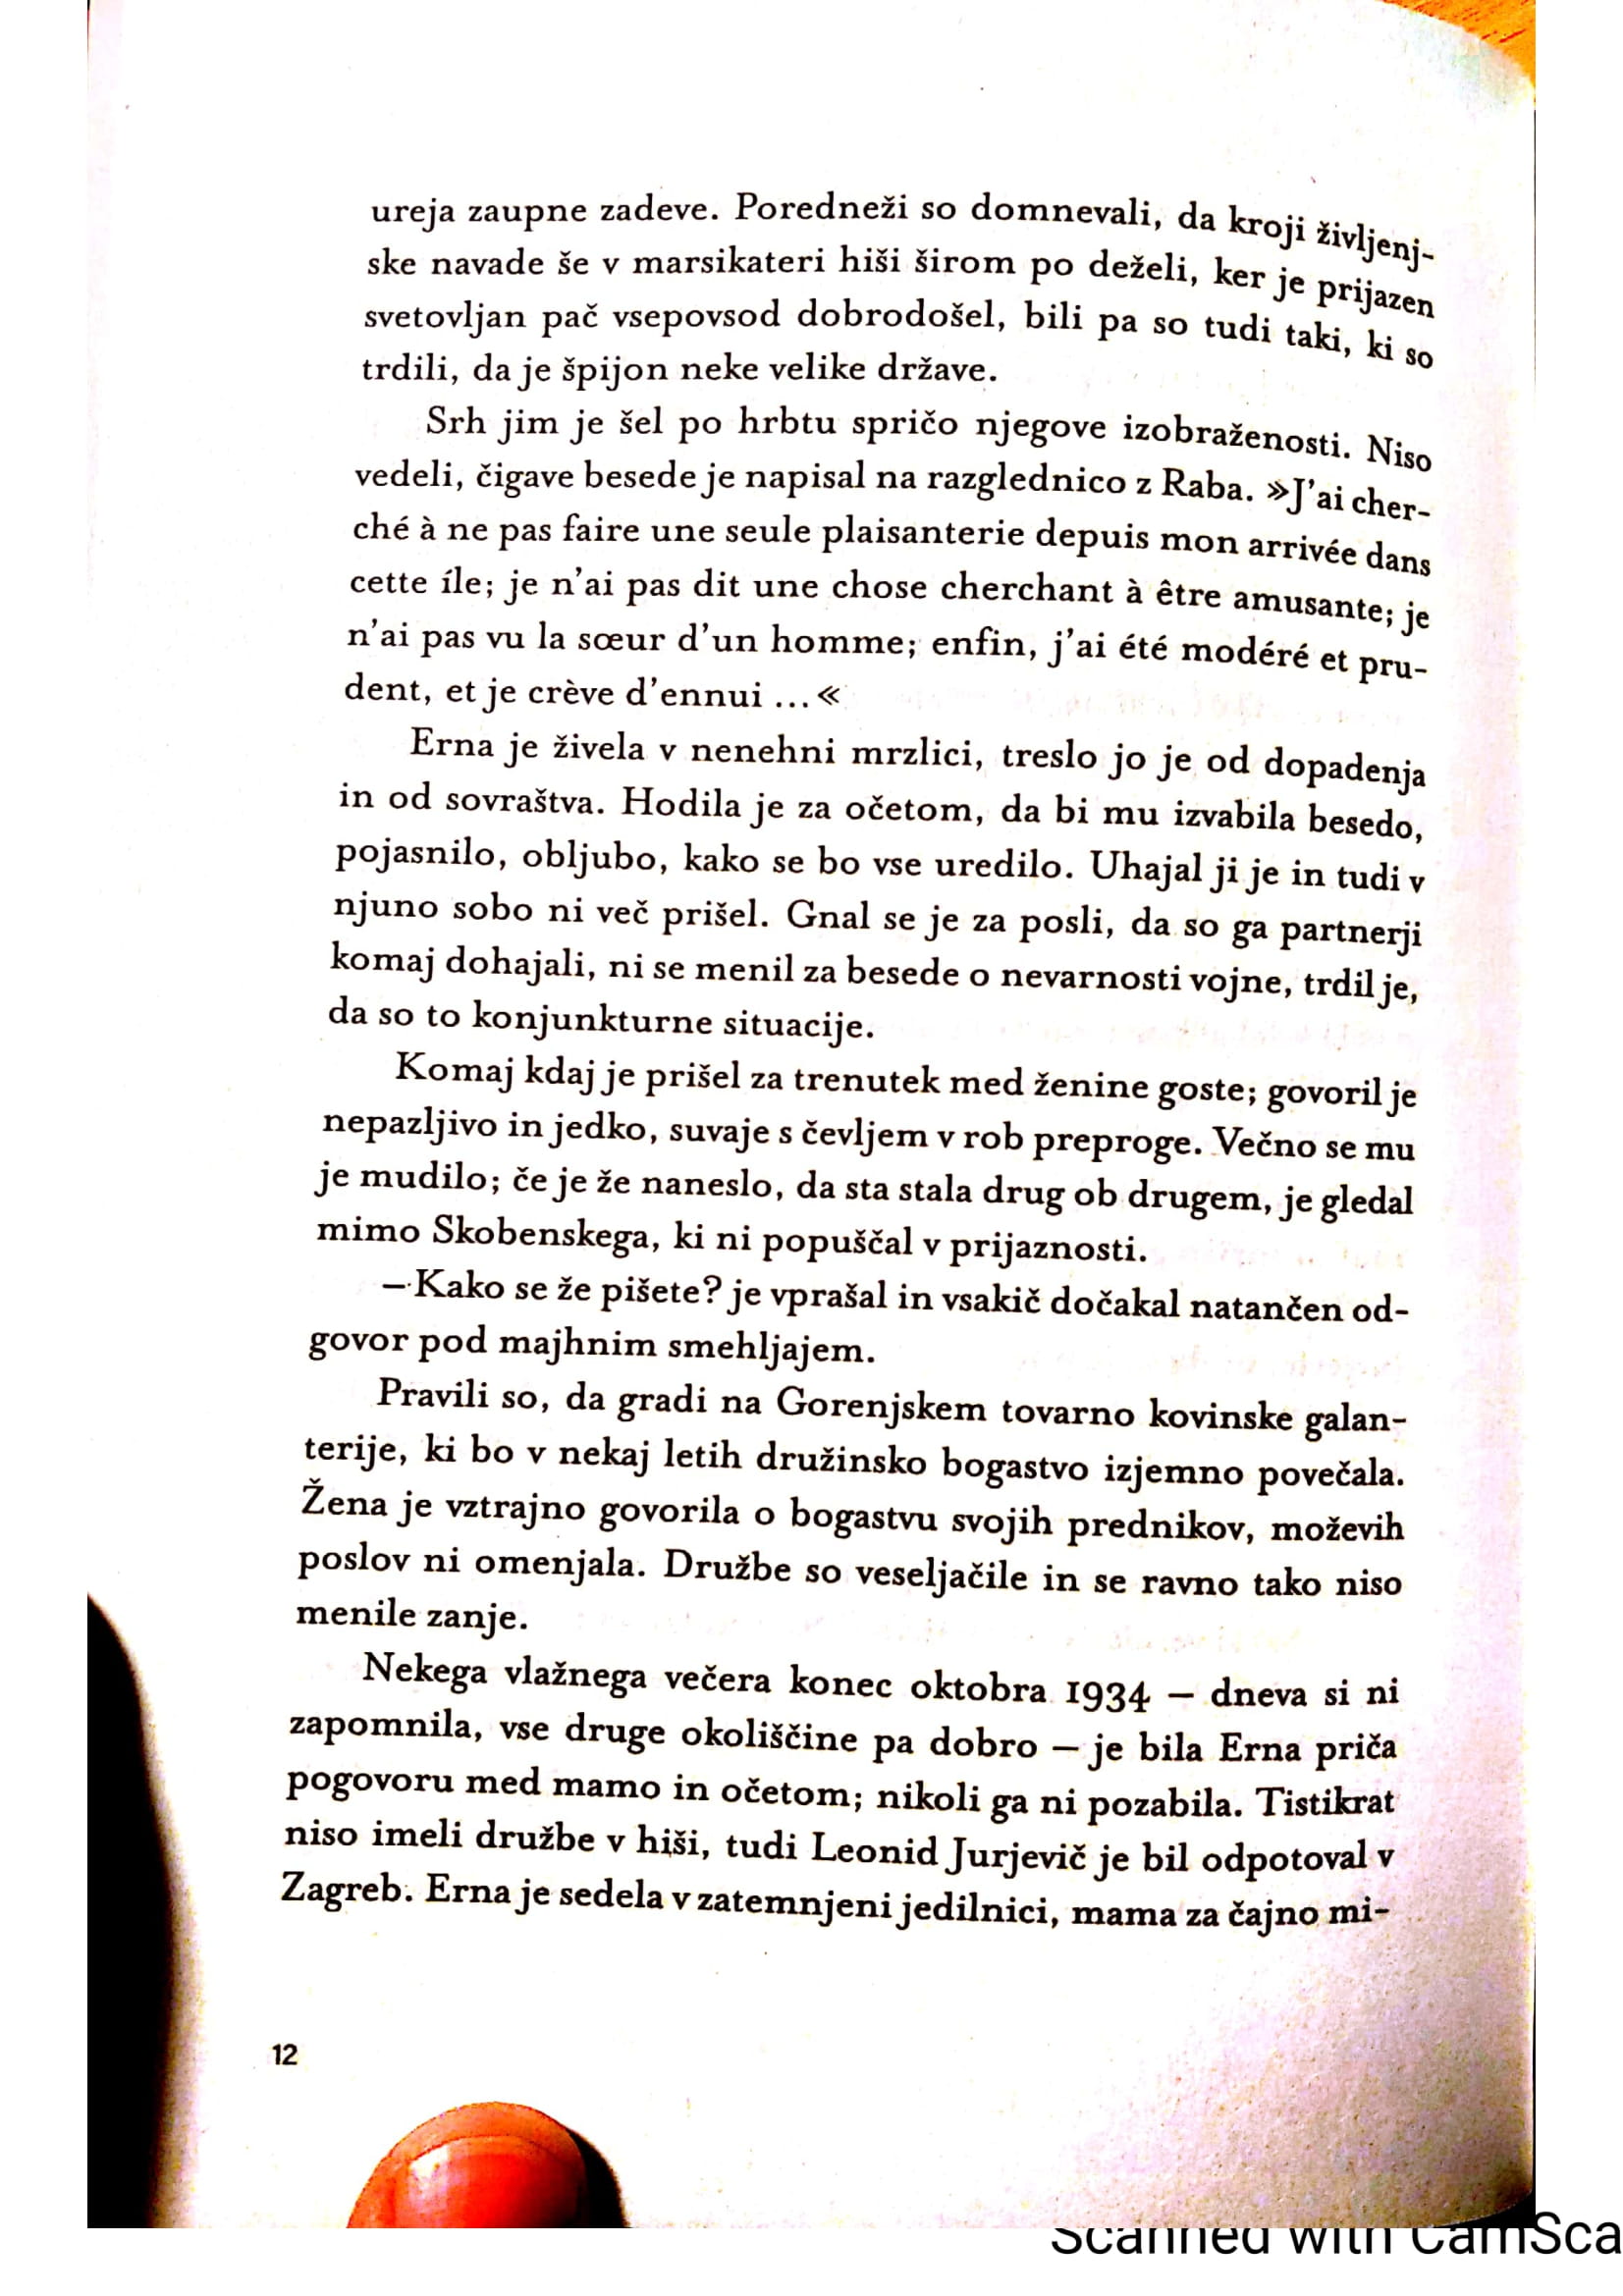 ureja zaupne zadeve. Poredneži so domnevali, da kroji življenj-
ske navade še v marsikateri hiši širom po deželi, ker je prijazen
svetovljan pač vsepovsod dobrodošel, bili pa so tudi taki, ki so
trdili, da je špijon neke velike države.
Srh jim je šel po hrbtu spričo njegove izobraženosti. Niso
vedeli, čigave besede je napisal na razglednico z Raba. »J’ai cher-
ché à ne pas faire une seule plaisanterie depuis mon arrivée dans
cette íle; je n’ai pas dit une chose cherchant à être amusante; je
n’ai pas vu la sœur d’un homme; enfin, j’ai été modéré et pru-
dent, et je crève d’ennui ...«
Erna je živela v nenehni mrzlici, treslo jo je od dopadenja
in od sovraštva. Hodila je za očetom, da bi mu izvabila besedo,
pojasnilo, obljubo, kako se bo vse uredilo. Uhajal ji je in tudi v
njuno sobo ni več prišel. Gnal se je za posli, da so ga partnerji
komaj dohajali, ni se menil za besede o nevarnosti vojne, trdil je,
da so to konjunkturne situacije.
Komaj kdaj je prišel za trenutek med ženine goste; govoril je
nepazljivo in jedko, suvaje s čevljem v rob preproge. Večno se mu
je mudilo; če je že naneslo, da sta stala drug ob drugem, je gledal
mimo Skobenskega, ki ni popuščal v prijaznosti.
– Kako se že pišete? je vprašal in vsakič dočakal natančen od-
govor pod majhnim smehljajem.
Pravili so, da gradi na Gorenjskem tovarno kovinske galan-
terije, ki bo v nekaj letih družinsko bogastvo izjemno povečala.
Žena je vztrajno govorila o bogastvu svojih prednikov, moževih
poslov ni omenjala. Družbe so veseljačile in se ravno tako niso
menile zanje.
Nekega vlažnega večera konec oktobra 1934 – dneva si ni
zapomnila, vse druge okoliščine pa dobro – je bila Erna priča
pogovoru med mamo in očetom; nikoli ga ni pozabila. Tistikrat
niso imeli družbe v hiši, tudi Leonid Jurjevič je bil odpotoval v
Zagreb. Erna je sedela v zatemnjeni jedilnici, mama za čajno mi-
12
Scanned with CamSca